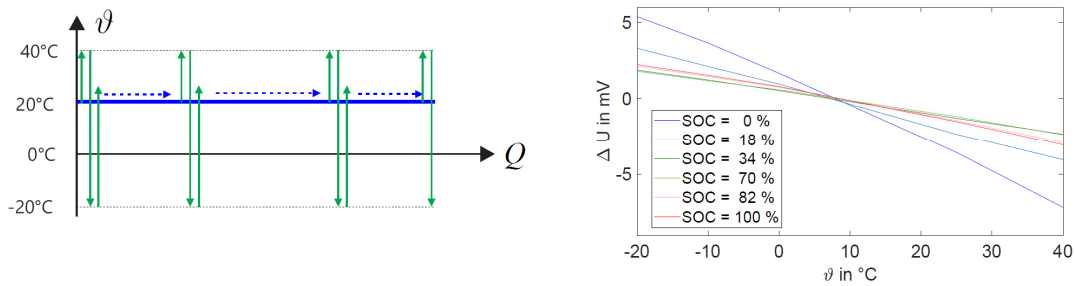 ϑ
40°C
20°C
0°C
-20°C
Q
5
0
-5
Δ U in mV
SOC = 0 %
SOC = 18 %
SOC = 34 %
SOC = 70 %
SOC = 82 %
SOC = 100 %
-20 -10 0 10 20 30 40
ϑ in °C